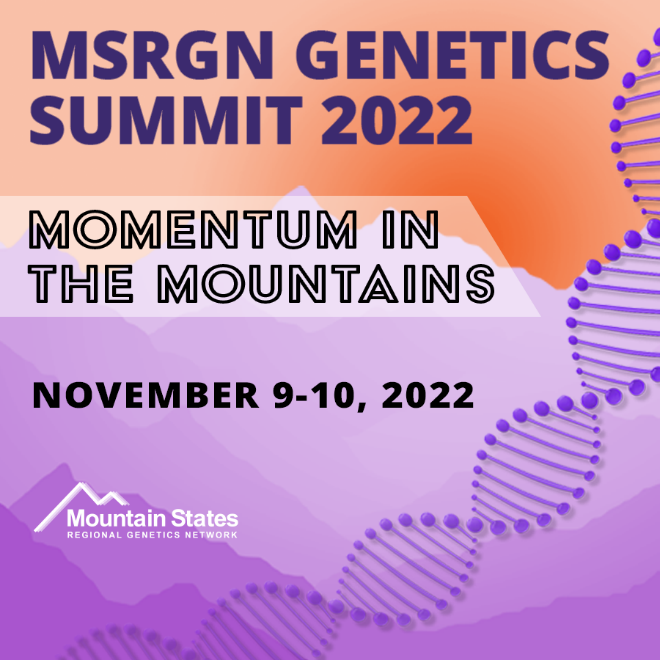 MSRGN GENETICS
SUMMIT 2022
MOMENTUM IN
THE MOUNTAINS
NOVEMBER 9-10, 2022
Mountain States
REGIONAL GENETICS NETWORK